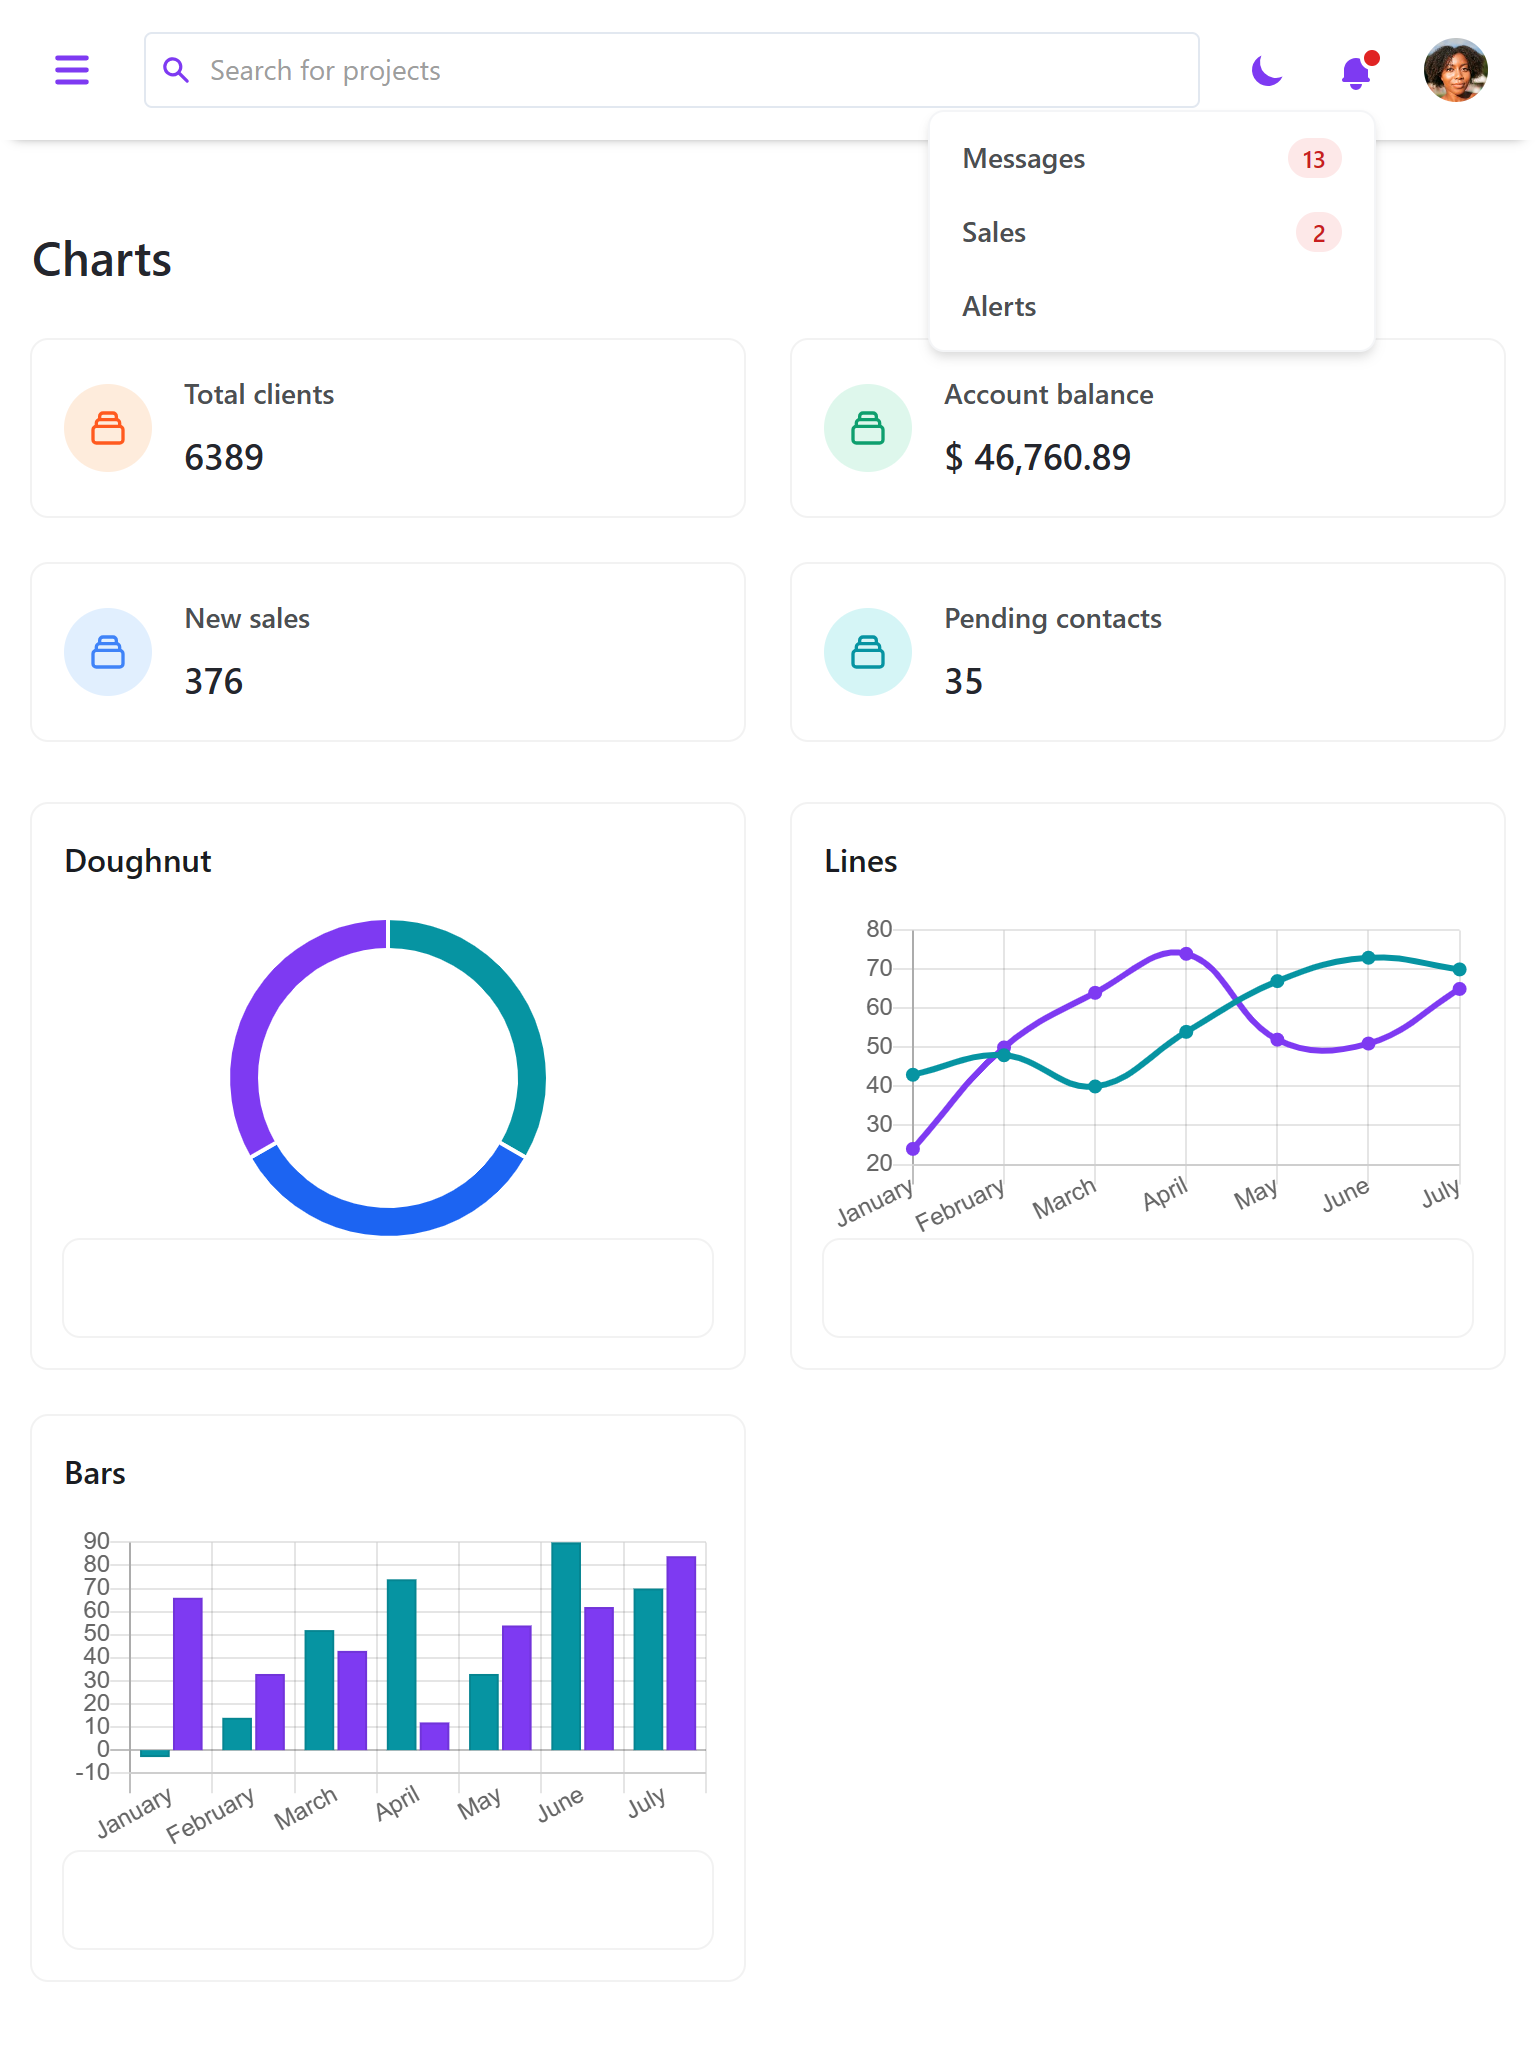 Search for projects
Messages 13
Sales 2
Alerts
Charts
Total clients
6389
Account balance
$ 46,760.89
New sales
376
Pending contacts
35
Doughnut
Lines
80
70
60
50
40
30
20
January February March April May June July
Bars
90
80
70
60
50
40
30
20
10
0
-10
January February March April May June July